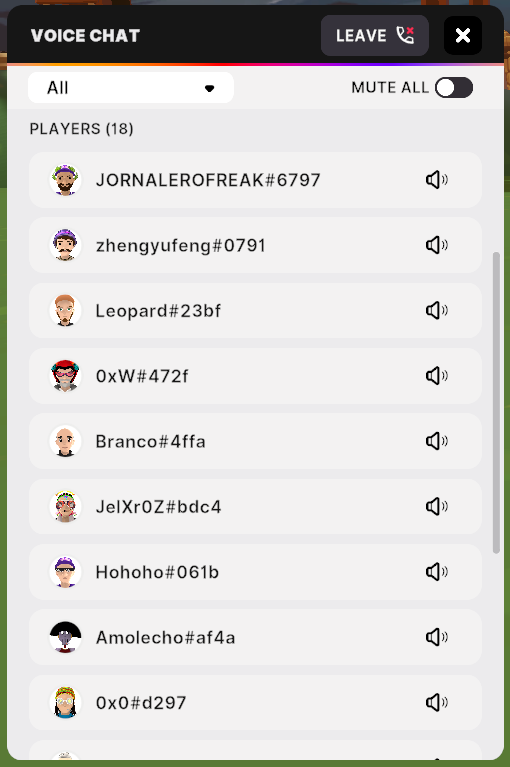 VOICE CHAT
LEAVE
All
MUTE ALL
PLAYERS (18)
JORNALEROFREAK#6797
zhengyufeng#0791
Leopard#23bf
0xW#472f
Branco#4ffa
JelXr0Z#bdc4
Hohoho#061b
Amolecho#af4a
0x0#d297